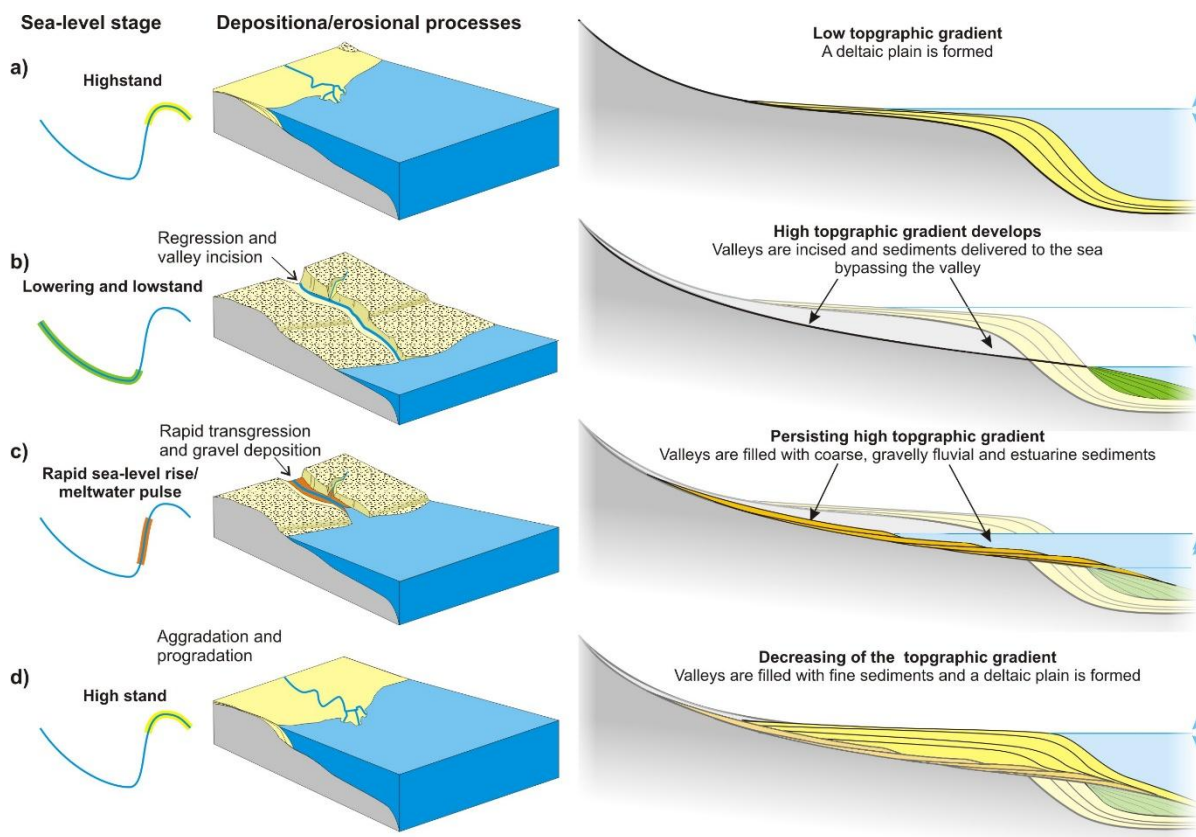 Sea-level stage
Depositiona/erosional processes
a)
Highstand
Low topographic gradient
A deltaic plain is formed
b)
Lowering and lowstand
Regression and
valley incision
High topographic gradient develops
Valleys are incised and sediments delivered to the sea
bypassing the valley
c)
Rapid sea-level rise/
meltwater pulse
Rapid transgression
and gravel deposition
Persisting high topographic gradient
Valleys are filled with coarse, gravelly fluvial and estuarine sediments
d)
High stand
Aggradation and
progradation
Decreasing of the topographic gradient
Valleys are filled with fine sediments and a deltaic plain is formed